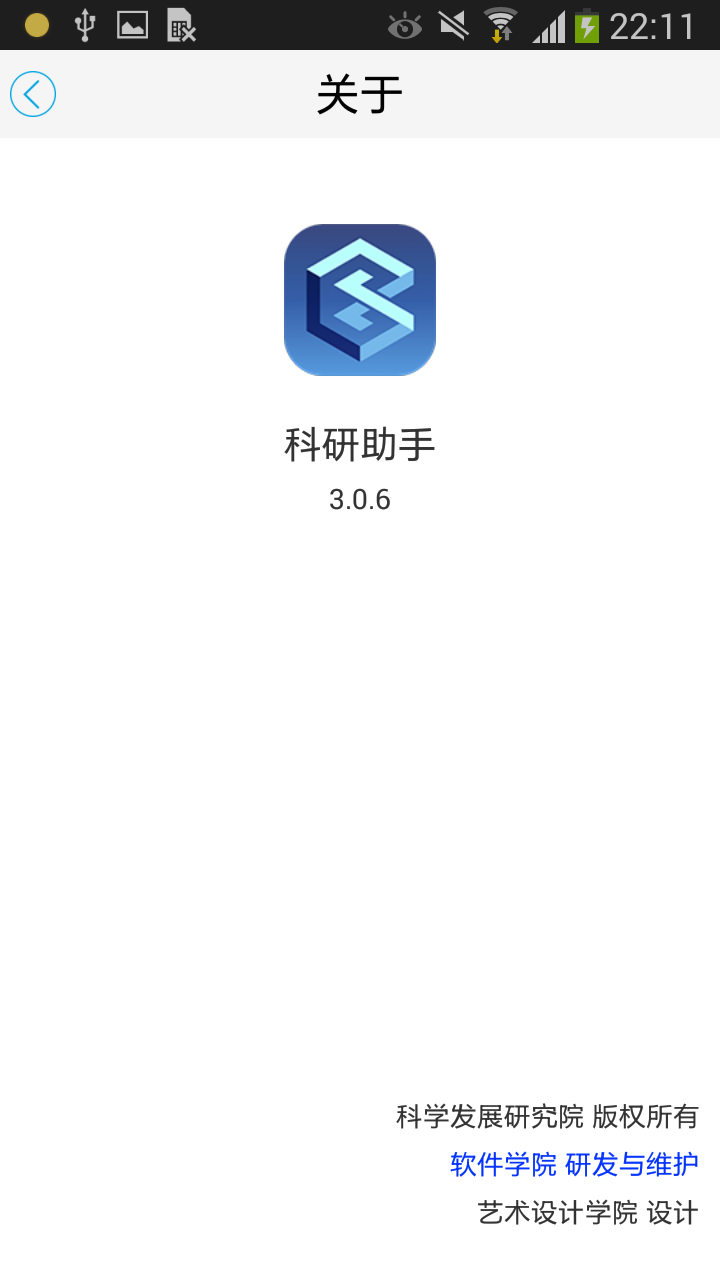 22:11
关于
科研助手
3.0.6
科学发展研究院 版权所有
软件学院 研发与维护
艺术设计学院 设计